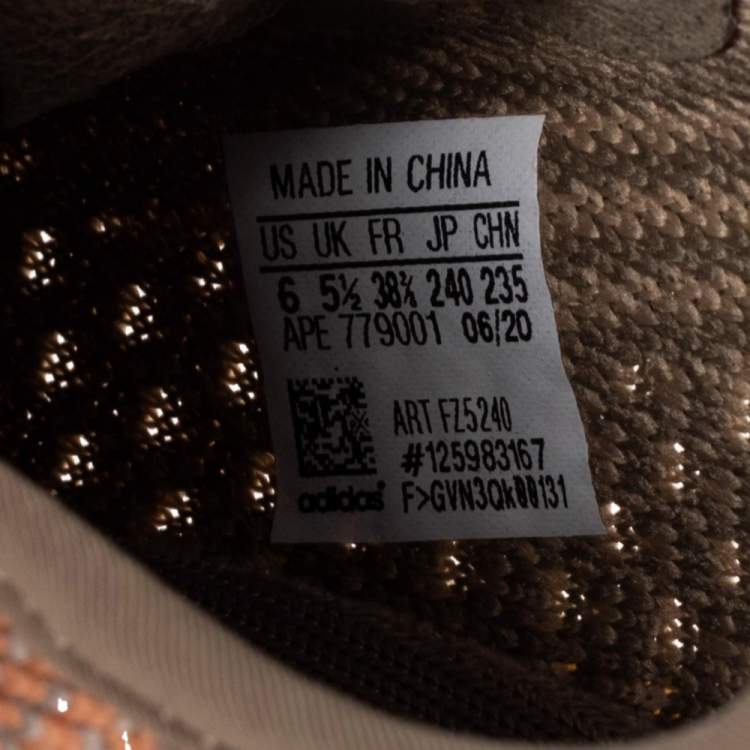 MADE IN CHINA
US UK FR JP CHN
6 5½ 38⅔ 240 235
APE 779001 06/20
ART FZ5240
#125983167
adidas